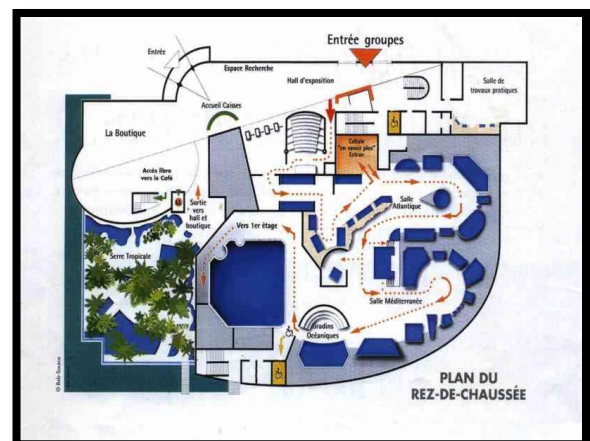 Entrée groupes
Entrée
Espace Recherche
Hall d'exposition
Salle de
travaux pratiques
Accueil Caisses
La Boutique
Cellule
"en savoir plus"
Estran
Accès libre
vers le Café
Sortie
vers
hall et
boutique
Salle
Atlantique
Vers 1er étage
Serre Tropicale
Salle Méditerranée
Gradins
Océaniques
PLAN DU
REZ-DE-CHAUSSÉE